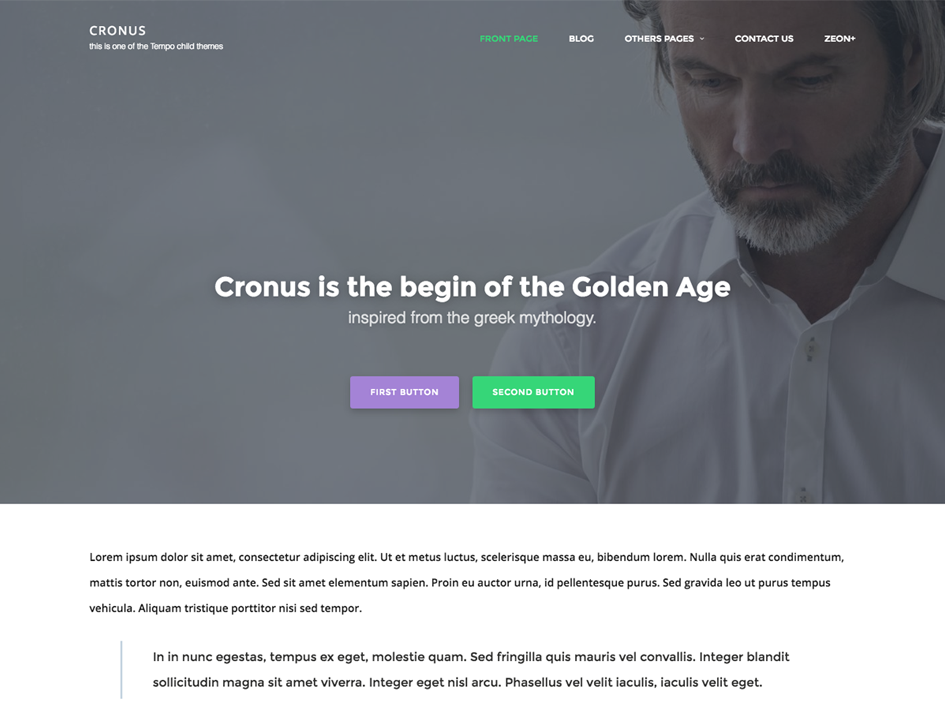 CRONUS
this is one of the Tempo child themes
FRONT PAGE BLOG OTHERS PAGES CONTACT US ZEON+
Cronus is the begin of the Golden Age
inspired from the greek mythology.
FIRST BUTTON SECOND BUTTON
Lorem ipsum dolor sit amet, consectetur adipiscing elit. Ut et metus luctus, scelerisque massa eu, bibendum lorem. Nulla quis erat condimentum,
mattis tortor non, euismod ante. Sed sit amet elementum sapien. Proin eu auctor urna, id pellentesque purus. Sed gravida leo ut purus tempus
vehicula. Aliquam tristique porttitor nisi sed tempor.
In in nunc egestas, tempus ex eget, molestie quam. Sed fringilla quis mauris vel convallis. Integer blandit
sollicitudin magna sit amet viverra. Integer eget nisl arcu. Phasellus vel velit iaculis, iaculis velit eget.